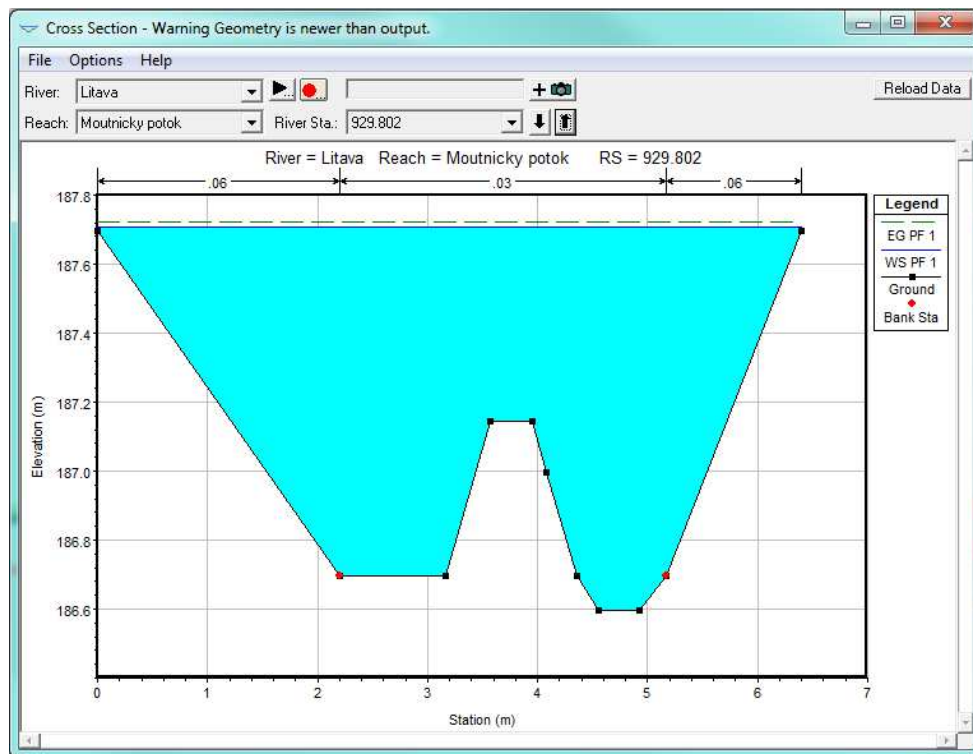 Cross Section - Warning Geometry is newer than output.
File Options Help
River: Litava Reload Data
Reach: Moutnicky potok River Sta.: 929.802
River = Litava Reach = Moutnicky potok RS = 929.802
.06 .03 .06
Legend
EG PF 1
WS PF 1
Ground
Bank Sta
187.8
187.6
187.4
187.2
187.0
186.8
186.6
Elevation (m)
0 1 2 3 4 5 6 7
Station (m)